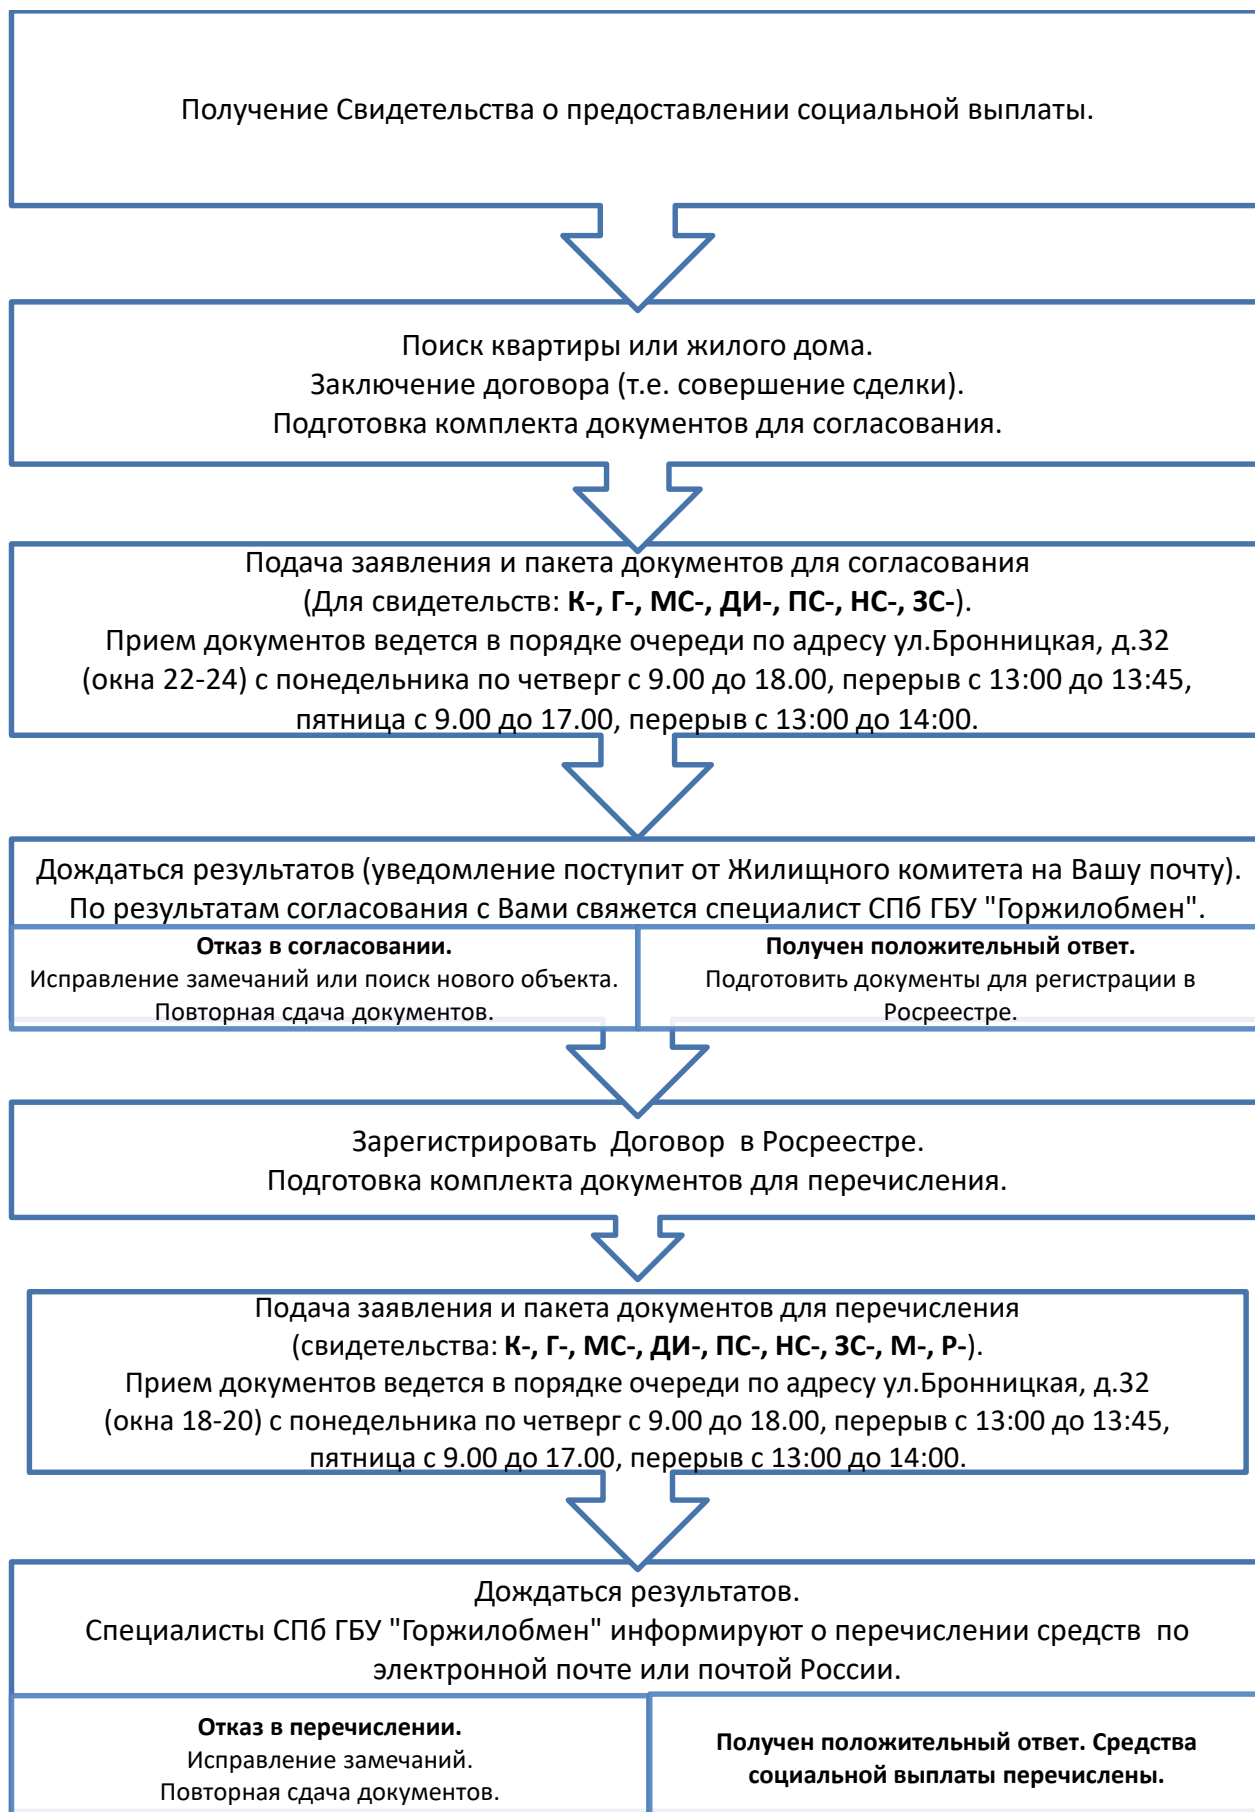 Получение Свидетельства о предоставлении социальной выплаты.
Поиск квартиры или жилого дома.
Заключение договора (т.е. совершение сделки).
Подготовка комплекта документов для согласования.
Подача заявления и пакета документов для согласования
(Для свидетельств: К-, Г-, МС-, ДИ-, ПС-, НС-, ЗС-).
Прием документов ведется в порядке очереди по адресу ул.Бронницкая, д.32
(окна 22-24) с понедельника по четверг с 9.00 до 18.00, перерыв с 13:00 до 13:45,
пятница с 9.00 до 17.00, перерыв с 13:00 до 14:00.
Дождаться результатов (уведомление поступит от Жилищного комитета на Вашу почту).
По результатам согласования с Вами свяжется специалист СПб ГБУ "Горжилобмен".
Отказ в согласовании.
Исправление замечаний или поиск нового объекта.
Повторная сдача документов.
Получен положительный ответ.
Подготовить документы для регистрации в
Росреестре.
Зарегистрировать Договор в Росреестре.
Подготовка комплекта документов для перечисления.
Подача заявления и пакета документов для перечисления
(свидетельства: К-, Г-, МС-, ДИ-, ПС-, НС-, ЗС-, М-, Р-).
Прием документов ведется в порядке очереди по адресу ул.Бронницкая, д.32
(окна 18-20) с понедельника по четверг с 9.00 до 18.00, перерыв с 13:00 до 13:45,
пятница с 9.00 до 17.00, перерыв с 13:00 до 14:00.
Дождаться результатов.
Специалисты СПб ГБУ "Горжилобмен" информируют о перечислении средств по
электронной почте или почтой России.
Отказ в перечислении.
Исправление замечаний.
Повторная сдача документов.
Получен положительный ответ. Средства
социальной выплаты перечислены.